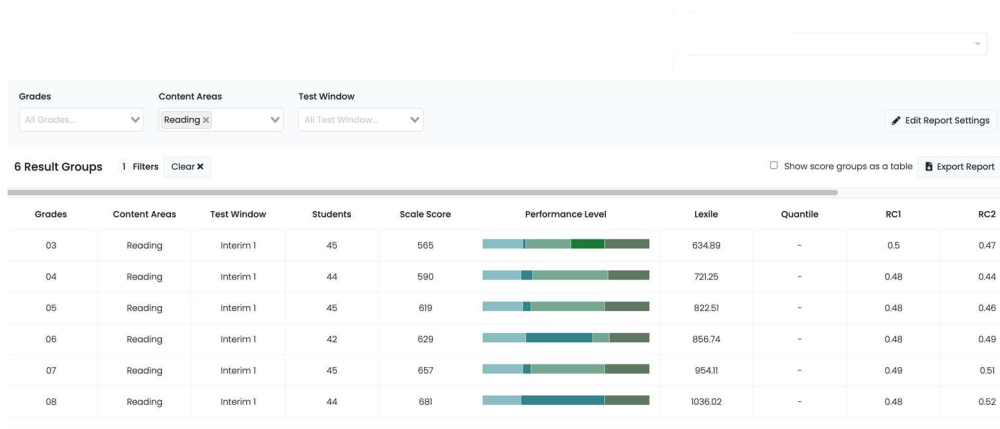 Grades Content Areas Test Window
All Grades... Reading × All Test Window...
Edit Report Settings
6 Result Groups 1 Filters Clear × Show score groups as a table Export Report
Grades Content Areas Test Window Students Scale Score Performance Level Lexile Quantile RC1 RC2
03 Reading Interim 1 45 565 634.89 - 0.5 0.47
04 Reading Interim 1 44 590 721.25 - 0.48 0.44
05 Reading Interim 1 45 619 822.51 - 0.48 0.46
06 Reading Interim 1 42 629 856.74 - 0.48 0.49
07 Reading Interim 1 45 657 954.11 - 0.49 0.51
08 Reading Interim 1 44 681 1036.02 - 0.48 0.52